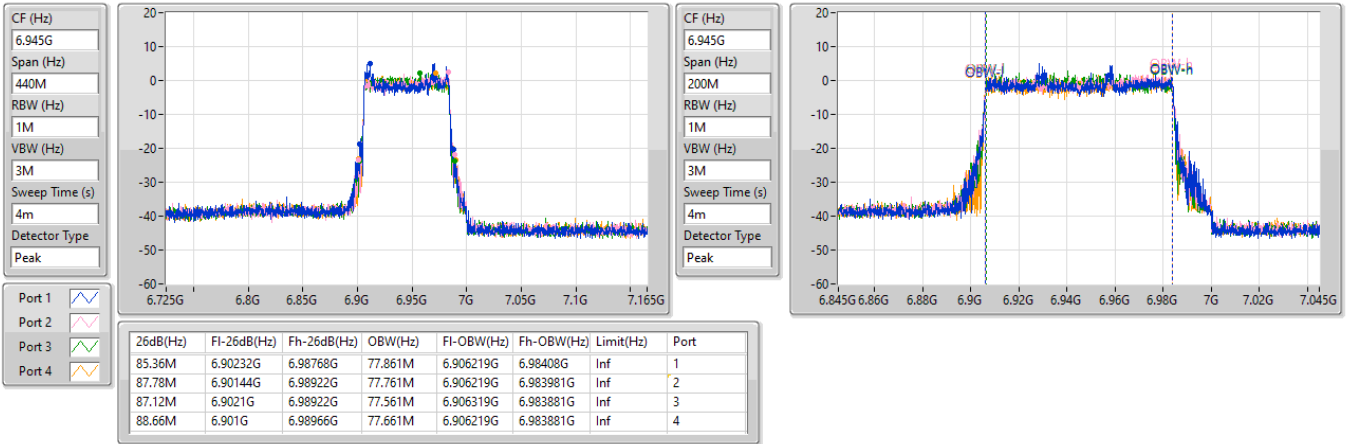 CF (Hz)
6.945G
Span (Hz)
440M
RBW (Hz)
1M
VBW (Hz)
3M
Sweep Time (s)
4m
Detector Type
Peak
20
10
0
-10
-20
-30
-40
-50
-60
6.725G 6.8G 6.85G 6.9G 6.95G 7G 7.05G 7.1G 7.165G
CF (Hz)
6.945G
Span (Hz)
200M
RBW (Hz)
1M
VBW (Hz)
3M
Sweep Time (s)
4m
Detector Type
Peak
20
10
0
-10
-20
-30
-40
-50
-60
OBW-l OBW-h
6.845G 6.86G 6.88G 6.9G 6.92G 6.94G 6.96G 6.98G 7G 7.02G 7.045G
Port 1
Port 2
Port 3
Port 4
26dB(Hz) Fl-26dB(Hz) Fh-26dB(Hz) OBW(Hz) Fl-OBW(Hz) Fh-OBW(Hz) Limit(Hz) Port
85.36M 6.90232G 6.98768G 77.861M 6.906219G 6.98408G Inf 1
87.78M 6.90144G 6.98922G 77.761M 6.906219G 6.983981G Inf 2
87.12M 6.9021G 6.98922G 77.561M 6.906319G 6.983881G Inf 3
88.66M 6.901G 6.98966G 77.661M 6.906219G 6.983881G Inf 4